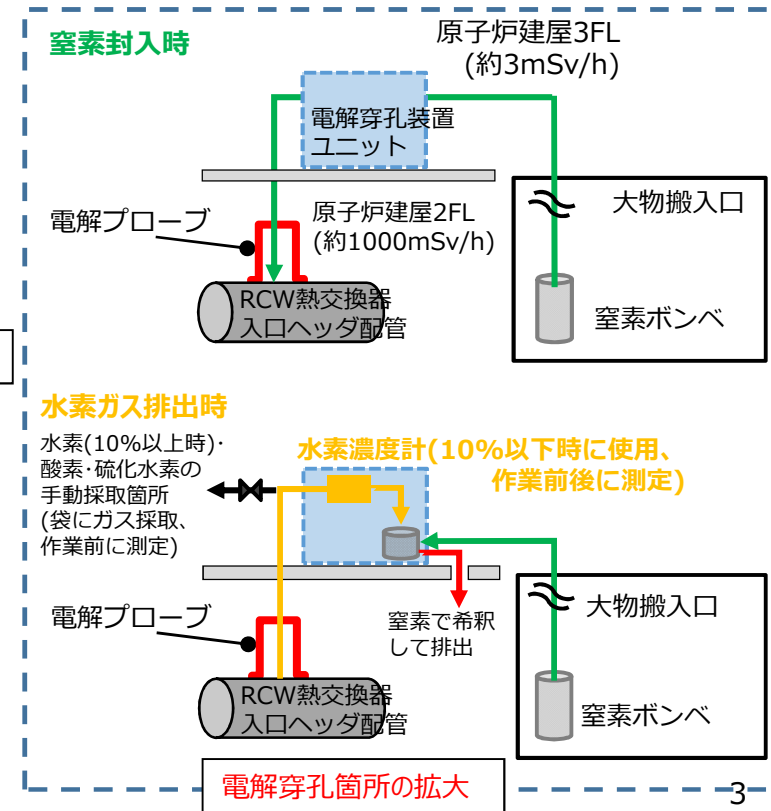 窒素封入時
原子炉建屋3FL
(約3mSv/h)
電解穿孔装置
ユニット
電解プローブ
原子炉建屋2FL
(約1000mSv/h)
大物搬入口
RCW熱交換器
入口ヘッダ配管
窒素ボンベ
水素ガス排出時
水素(10%以上時)・
酸素・硫化水素の
手動採取箇所
(袋にガス採取、
作業前に測定)
水素濃度計(10%以下時に使用、
作業前後に測定)
電解プローブ
窒素で希釈
して排出
大物搬入口
RCW熱交換器
入口ヘッダ配管
窒素ボンベ
電解穿孔箇所の拡大
3